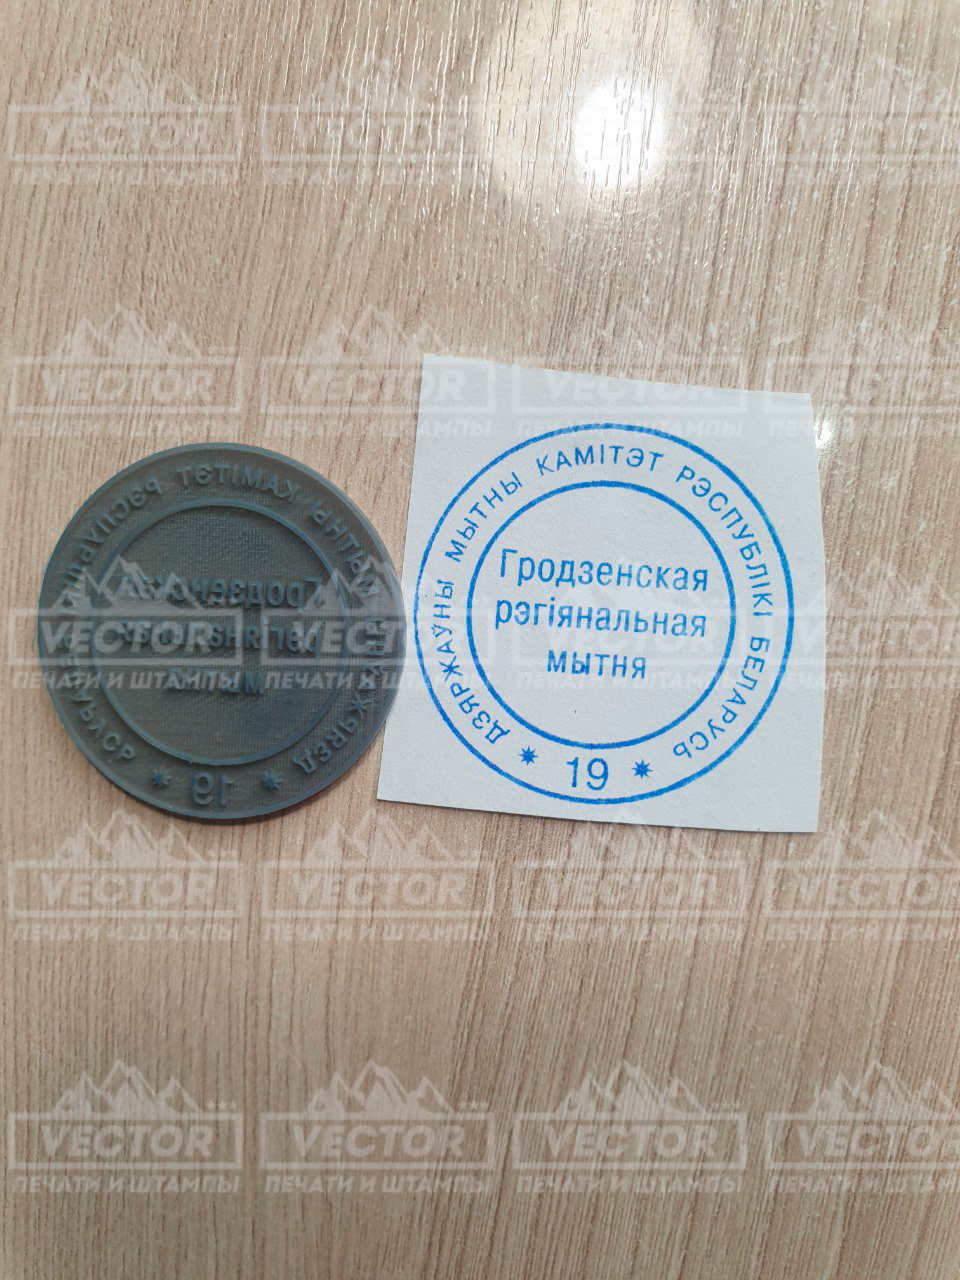 ДЗЯРЖАЎНЫ МЫТНЫ КАМІТЭТ РЭСПУБЛІКІ БЕЛАРУСЬ
Гродзенская
рэгіянальная
мытня
* 19 *
VECTOR
ПЕЧАТИ И ШТАМПЫ